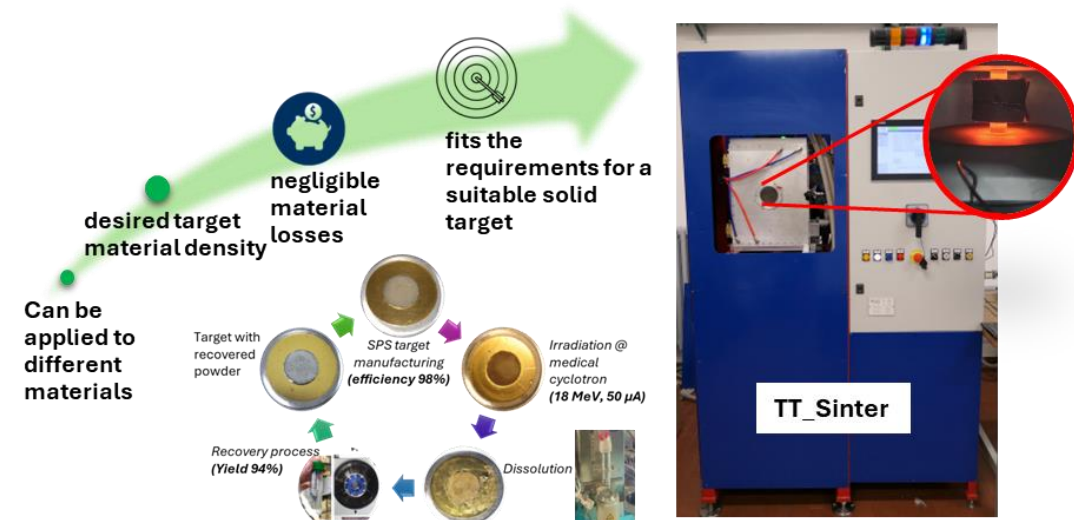 Can be
applied to
different
materials
desired target
material density
$
negligible
material
losses
fits the
requirements for a
suitable solid
target
Target with
recovered
powder
SPS target
manufacturing
(efficiency 98%)
Irradiation @
medical
cyclotron
(18 MeV, 50 µA)
Dissolution
Recovery process
(Yield 94%)
TT_Sinter